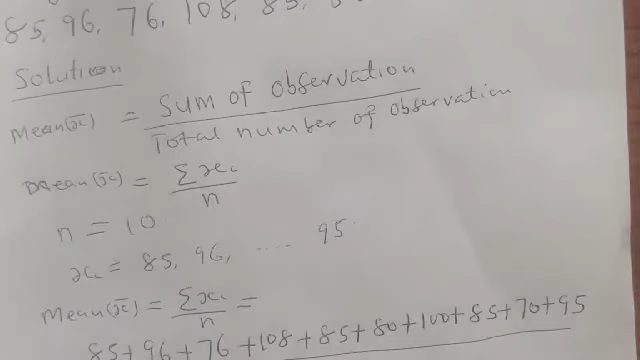 85, 96, 76, 108, 85,
Solution
Mean(x̄) = Sum of observation / Total number of observation
Mean(x̄) = Σxᵢ / n
n = 10
xᵢ = 85, 96, .... 95
Mean(x̄) = Σxᵢ / n =
85+96+76+108+85+80+100+85+70+95